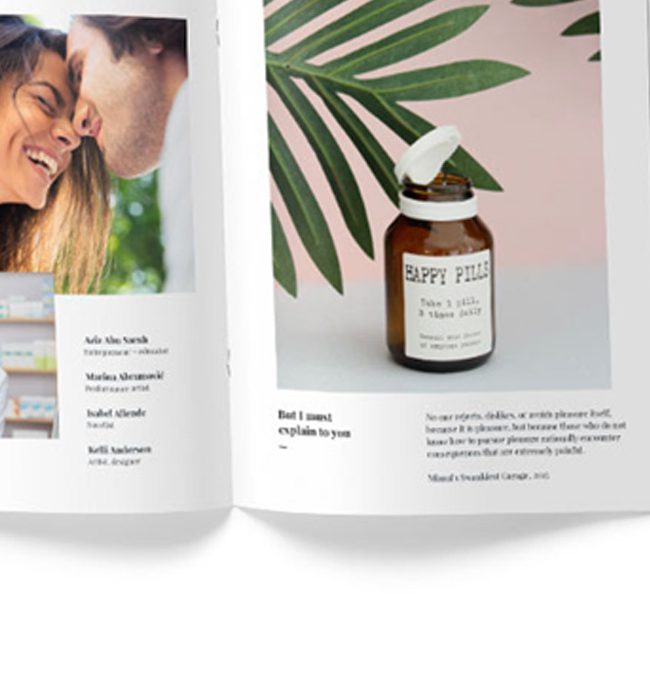 Aziz Abu Sarah
Entrepreneur + educator
Marina Abramović
Performance artist
Isabel Allende
Novelist
Kelli Anderson
Artist, designer
HAPPY PILLS
Take 1 pill,
3 times daily
But I must
explain to you
No one rejects, dislikes, or avoids pleasure itself,
because it is pleasure, but because those who do not
know how to pursue pleasure rationally encounter
consequences that are extremely painful.
Miami's Swankiest Garage, 2015